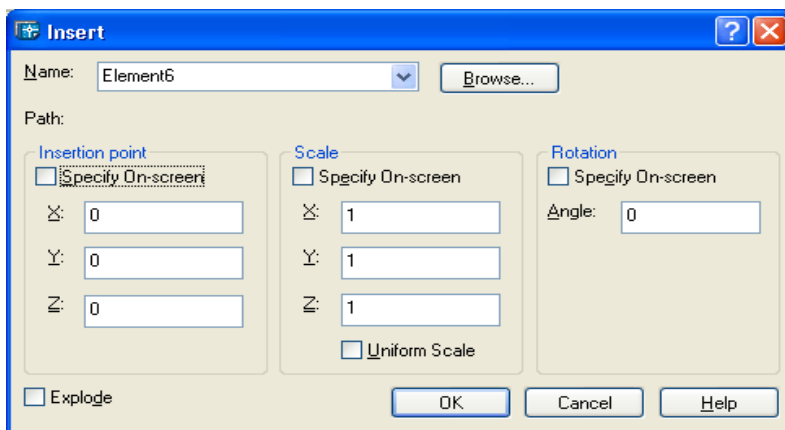 Insert
Name: Element6 Browse...
Path:
Insertion point Scale Rotation
Specify On-screen Specify On-screen Specify On-screen
X: 0 X: 1 Angle: 0
Y: 0 Y: 1
Z: 0 Z: 1
Uniform Scale
Explode OK Cancel Help